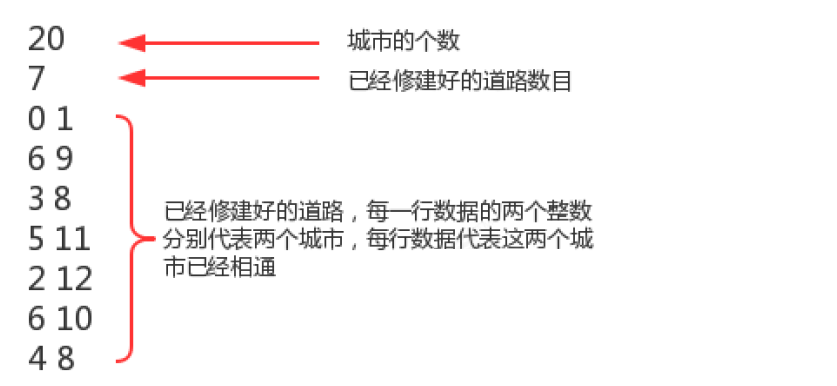 20
城市的个数
7
已经修建好的道路数目
0 1
6 9
3 8
5 11
2 12
6 10
4 8
已经修建好的道路，每一行数据的两个整数
分别代表两个城市，每行数据代表这两个城
市已经相通